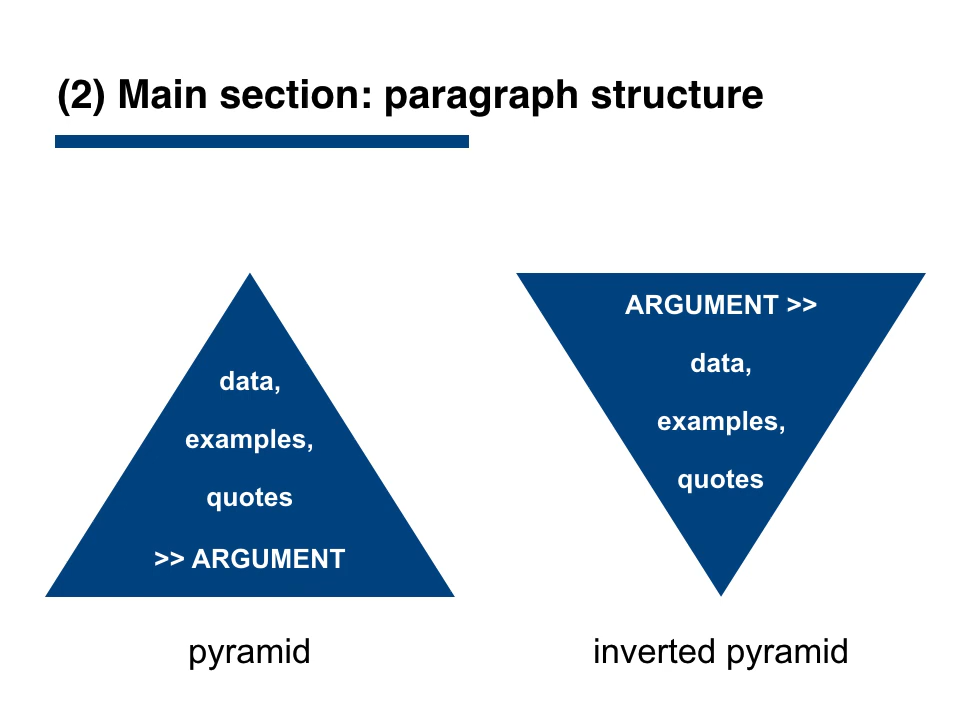 (2) Main section: paragraph structure
data,
examples,
quotes
>> ARGUMENT
pyramid
ARGUMENT >>
data,
examples,
quotes
inverted pyramid